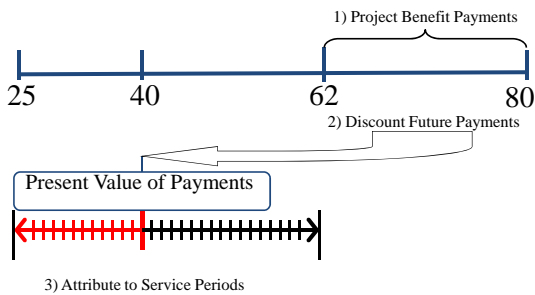 1) Project Benefit Payments
25 40 62 80
2) Discount Future Payments
Present Value of Payments
3) Attribute to Service Periods